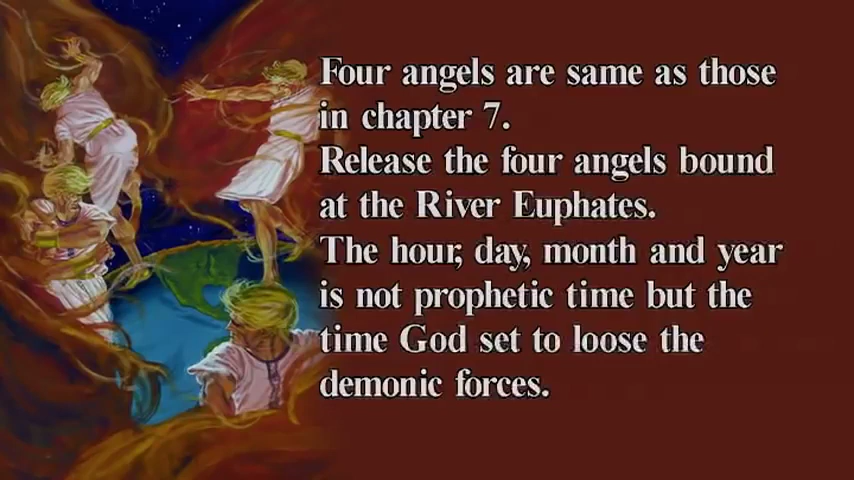 Four angels are same as those
in chapter 7.
Release the four angels bound
at the River Euphrates.
The hour, day, month and year
is not prophetic time but the
time God set to loose the
demonic forces.